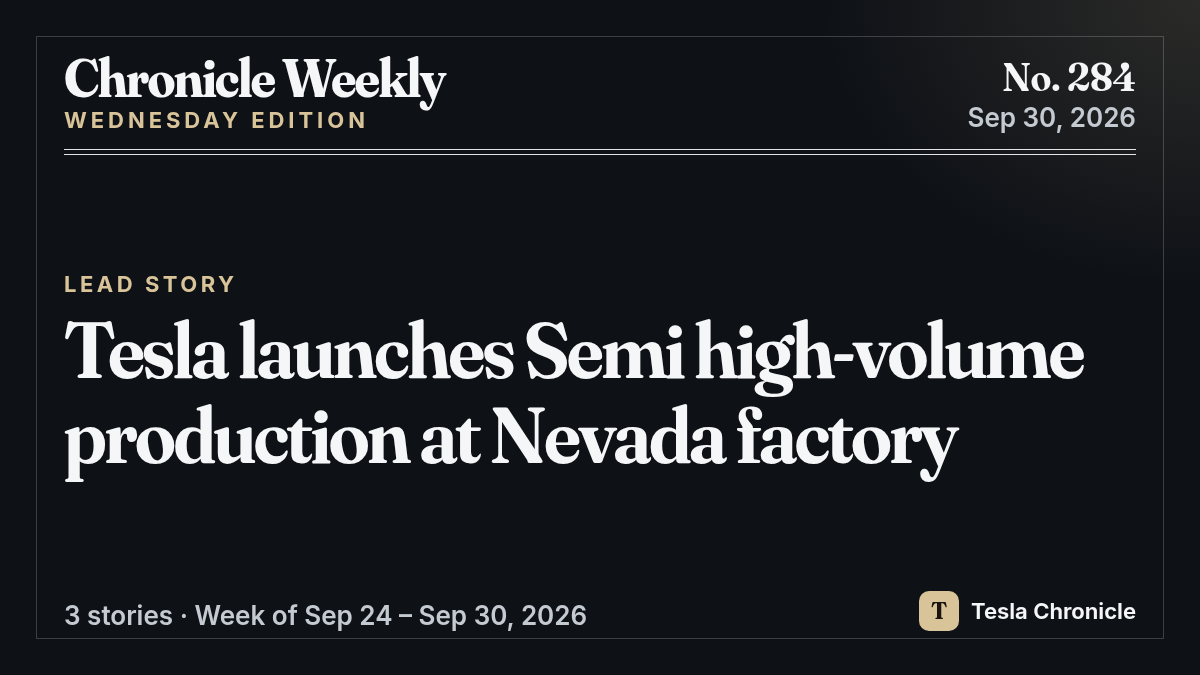 Chronicle Weekly
WEDNESDAY EDITION
No. 284
Sep 30, 2026
LEAD STORY
Tesla launches Semi high-volume
production at Nevada factory
3 stories · Week of Sep 24 – Sep 30, 2026
T Tesla Chronicle